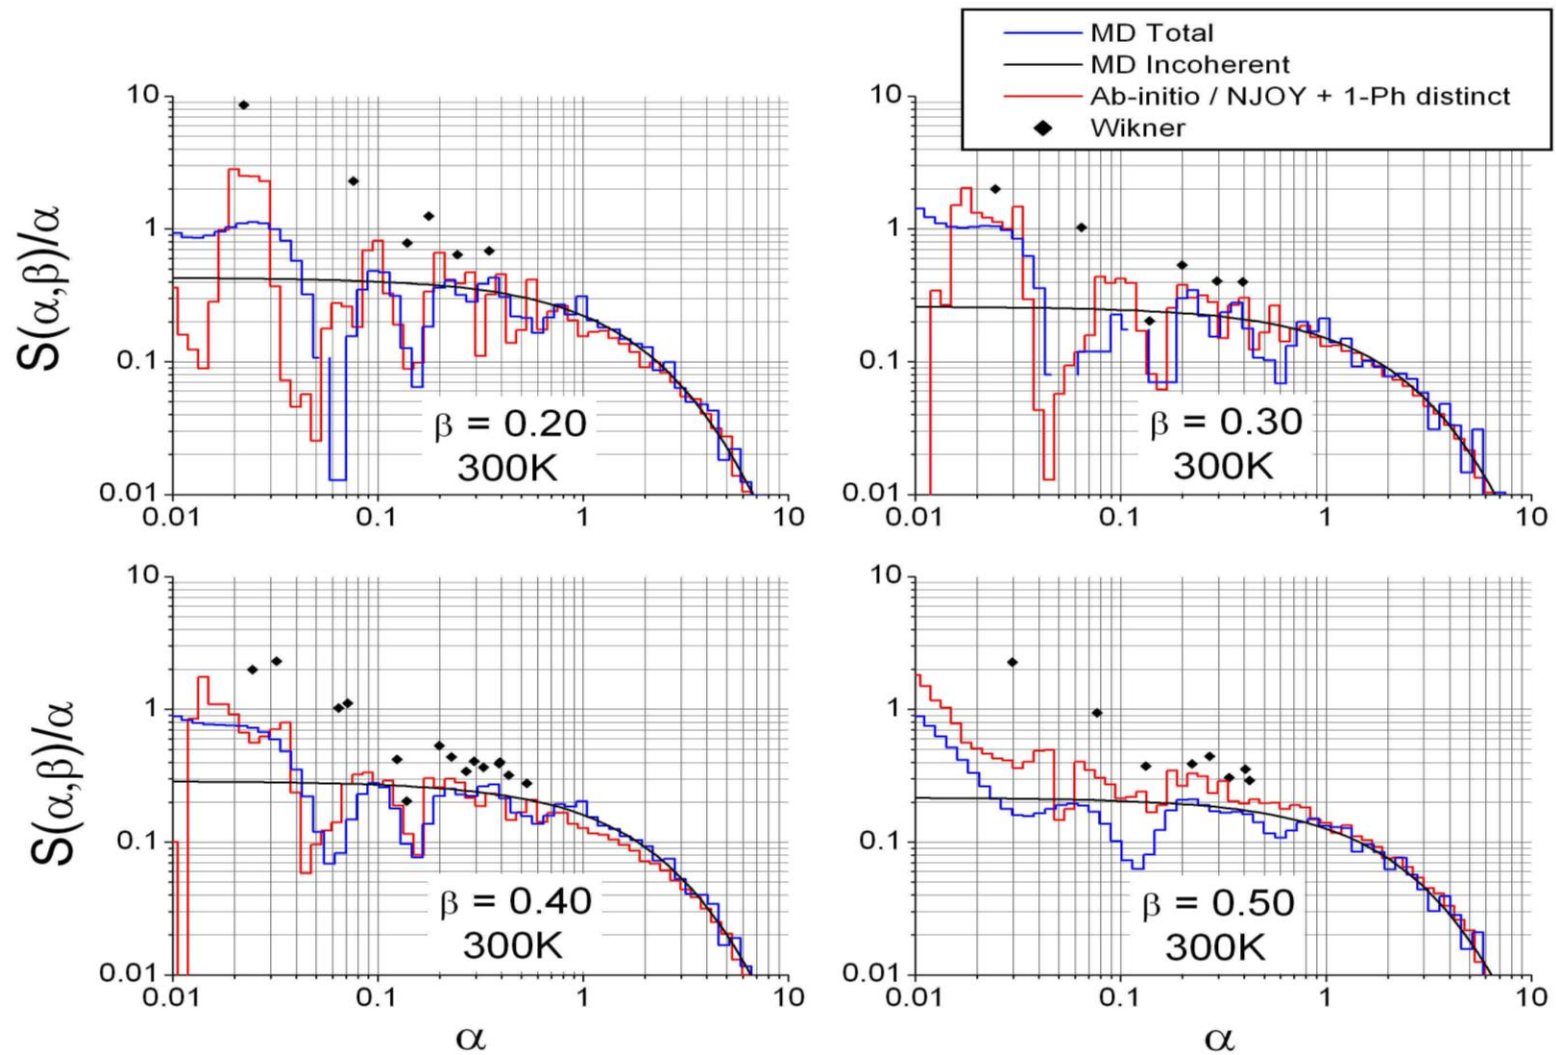 MD Total
MD Incoherent
Ab-initio / NJOY + 1-Ph distinct
Wikner
S(α,β)/α
10
1
0.1
0.01
0.01
0.1
1
10
β = 0.20
300K
10
1
0.1
0.01
0.01
0.1
1
10
β = 0.30
300K
S(α,β)/α
10
1
0.1
0.01
0.01
0.1
1
10
β = 0.40
300K
α
10
1
0.1
0.01
0.01
0.1
1
10
β = 0.50
300K
α